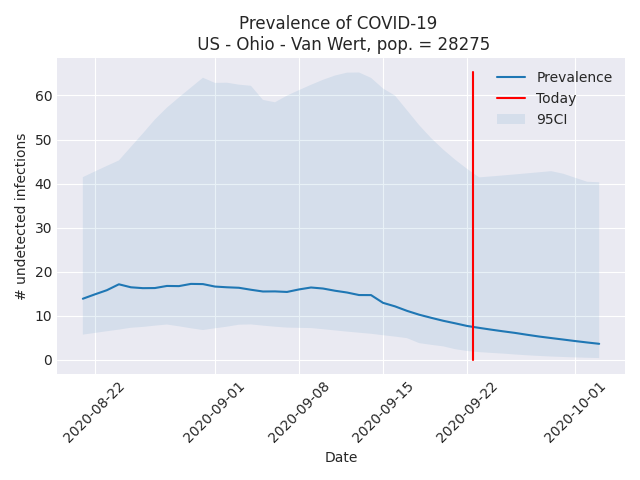 Prevalence of COVID-19
US - Ohio - Van Wert, pop. = 28275
Prevalence
Today
95CI
# undetected infections
60
50
40
30
20
10
0
2020-08-22
2020-09-01
2020-09-08
2020-09-15
2020-09-22
2020-10-01
Date